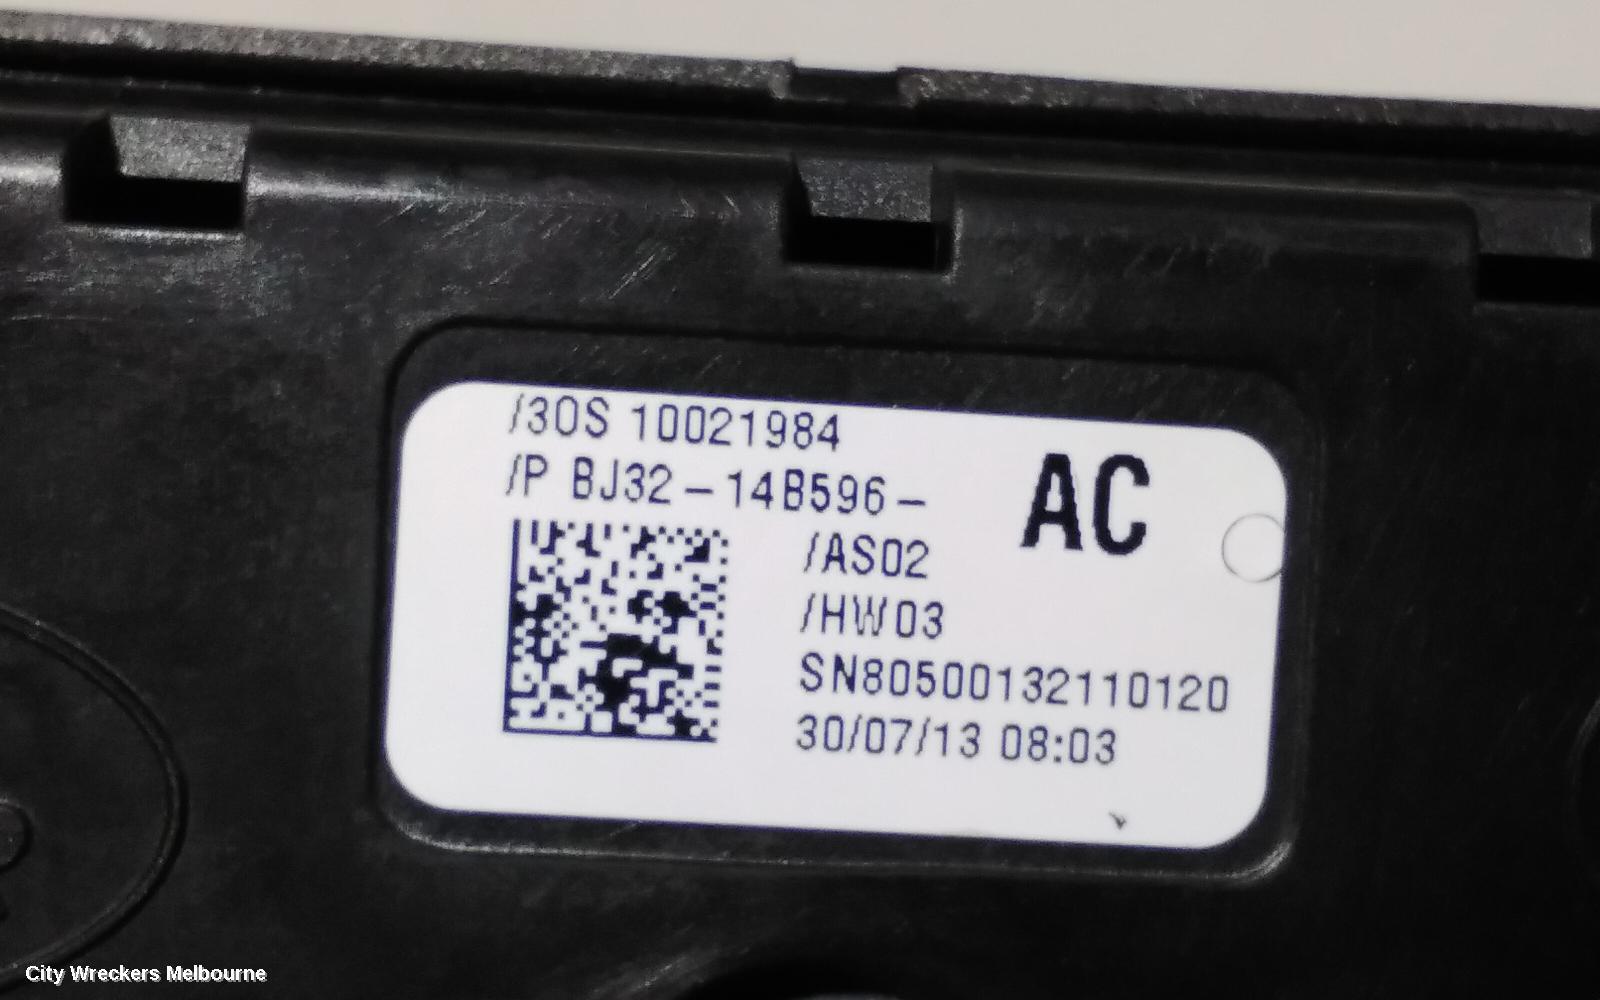 /30S 10021984
/P BJ32-14B596-
AC
/AS02
/HW03
SN80500132110120
30/07/13 08:03
City Wreckers Melbourne